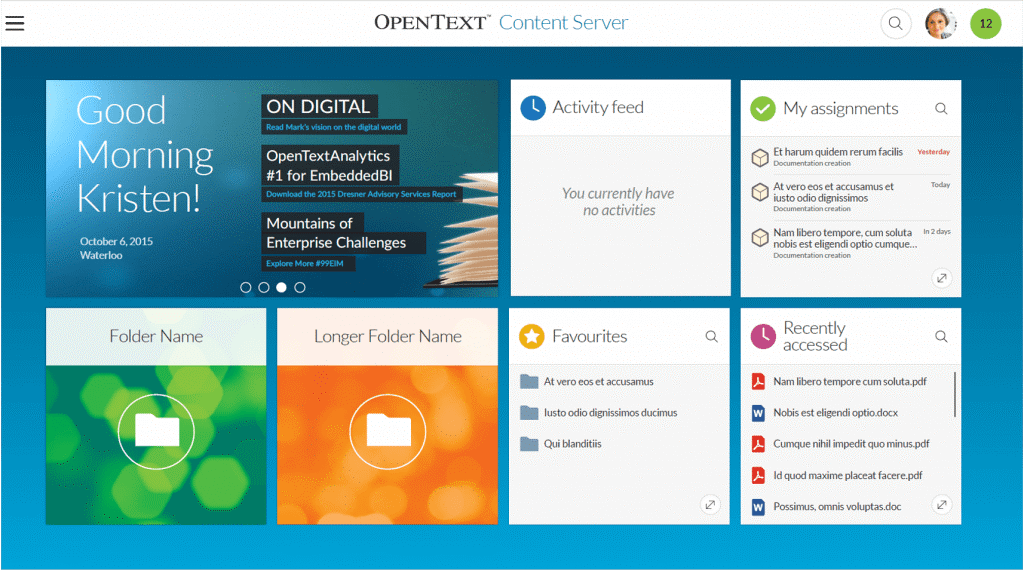 OPENTEXT™ Content Server
12
Good
Morning
Kristen!
October 6, 2015
Waterloo
ON DIGITAL
Read Mark's vision on the digital world
OpenTextAnalytics
#1 for EmbeddedBI
Download the 2015 Dresner Advisory Services Report
Mountains of
Enterprise Challenges
Explore More #99EIM
Activity feed
You currently have
no activities
My assignments
Et harum quidem rerum facilis
Yesterday
Documentation creation
At vero eos et accusamus et
Today
iusto odio dignissimos
Documentation creation
Nam libero tempore, cum soluta
In 2 days
nobis est eligendi optio cumque...
Documentation creation
Folder Name
Longer Folder Name
Favourites
At vero eos et accusamus
Iusto odio dignissimos ducimus
Qui blanditiis
Recently
accessed
Nam libero tempore cum soluta.pdf
W Nobis est eligendi optio.docx
Cumque nihil impedit quo minus.pdf
Id quod maxime placeat facere.pdf
W Possimus, omnis voluptas.doc